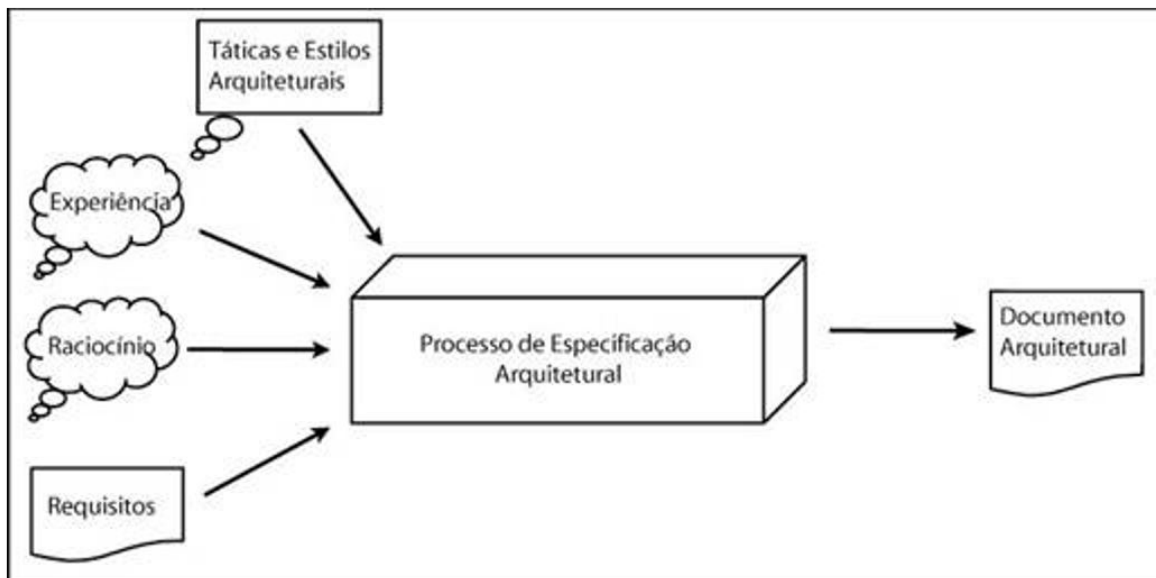 Táticas e Estilos
Arquiteturais
Experiência
Raciocínio
Requisitos
Processo de Especificação
Arquitetural
Documento
Arquitetural